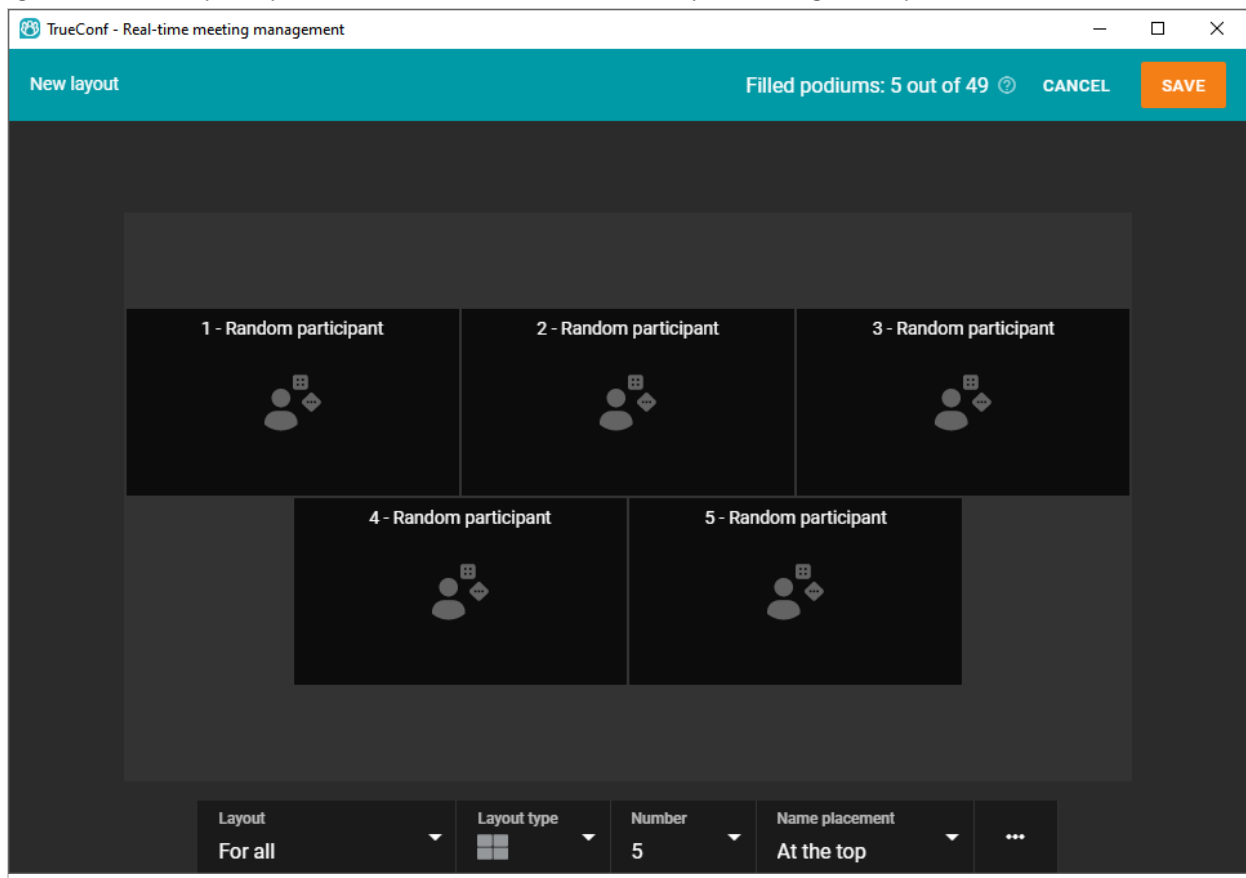 TrueConf - Real-time meeting management
New layout
Filled podiums: 5 out of 49
CANCEL
SAVE
1 - Random participant
2 - Random participant
3 - Random participant
4 - Random participant
5 - Random participant
Layout
For all
Layout type
Number
5
Name placement
At the top